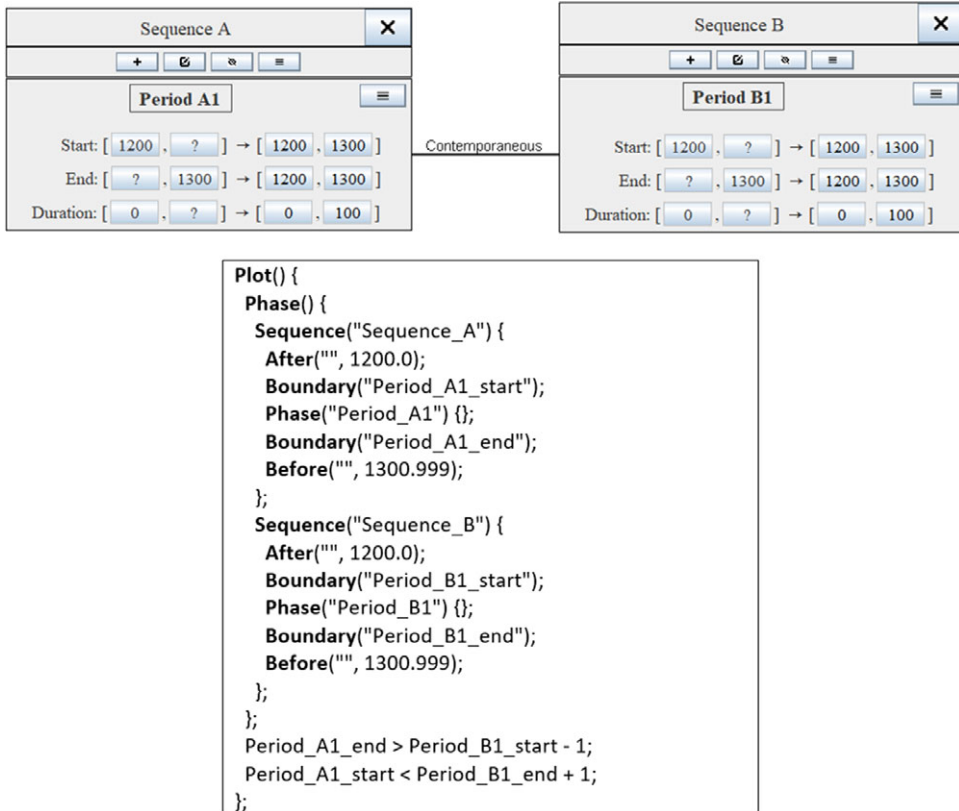 Sequence A ×
+ ≡
Period A1 ≡
Start: [ 1200 , ? ] → [ 1200 , 1300 ]
End: [ ? , 1300 ] → [ 1200 , 1300 ]
Duration: [ 0 , ? ] → [ 0 , 100 ]
Contemporaneous
Sequence B ×
+ ≡
Period B1 ≡
Start: [ 1200 , ? ] → [ 1200 , 1300 ]
End: [ ? , 1300 ] → [ 1200 , 1300 ]
Duration: [ 0 , ? ] → [ 0 , 100 ]
Plot() {
Phase() {
Sequence("Sequence_A") {
After("", 1200.0);
Boundary("Period_A1_start");
Phase("Period_A1") {};
Boundary("Period_A1_end");
Before("", 1300.999);
};
Sequence("Sequence_B") {
After("", 1200.0);
Boundary("Period_B1_start");
Phase("Period_B1") {};
Boundary("Period_B1_end");
Before("", 1300.999);
};
};
Period_A1_end > Period_B1_start - 1;
Period_A1_start < Period_B1_end + 1;
};